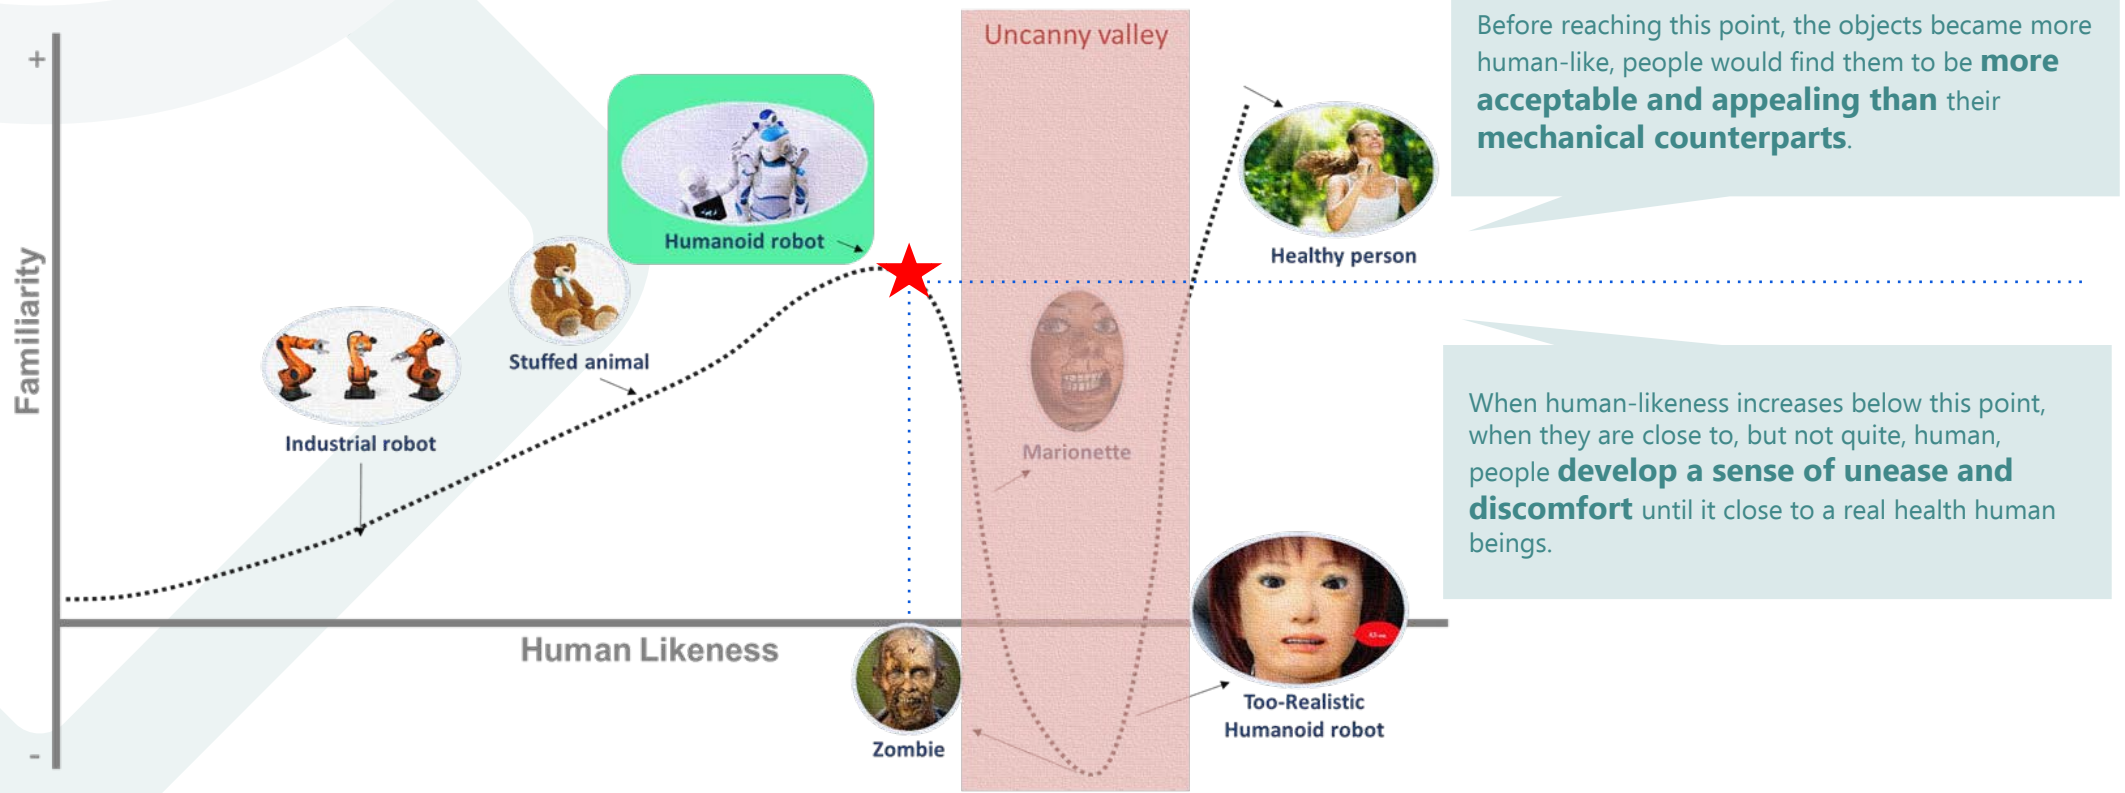 +
Familiarity
-
Human Likeness
Industrial robot
Stuffed animal
Humanoid robot
Uncanny valley
Marionette
Zombie
Too-Realistic
Humanoid robot
Healthy person
Before reaching this point, the objects became more
human-like, people would find them to be more
acceptable and appealing than their
mechanical counterparts.
When human-likeness increases below this point,
when they are close to, but not quite, human,
people develop a sense of unease and
discomfort until it close to a real health human
beings.